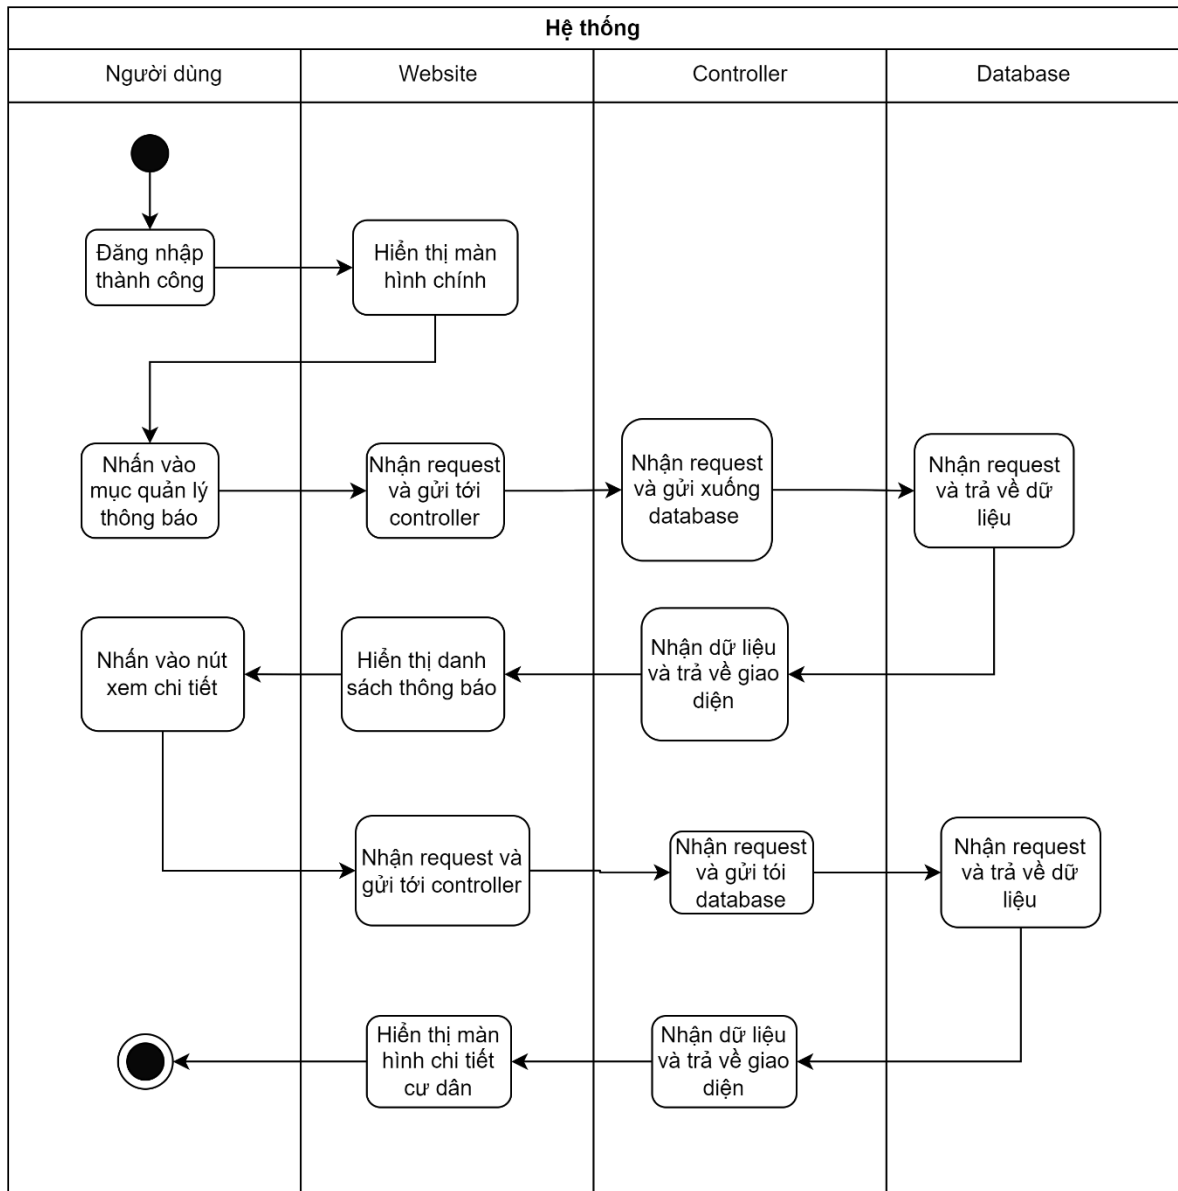 Hệ thống
Người dùng
Website
Controller
Database
Đăng nhập
thành công
Hiển thị màn
hình chính
Nhấn vào
mục quản lý
thông báo
Nhận request
và gửi tới
controller
Nhận request
và gửi xuống
database
Nhận request
và trả về dữ
liệu
Nhấn vào nút
xem chi tiết
Hiển thị danh
sách thông báo
Nhận dữ liệu
và trả về giao
diện
Nhận request và
gửi tới controller
Nhận request
và gửi tói
database
Nhận request
và trả về dữ
liệu
Hiển thị màn
hình chi tiết
cư dân
Nhận dữ liệu
và trả về giao
diện